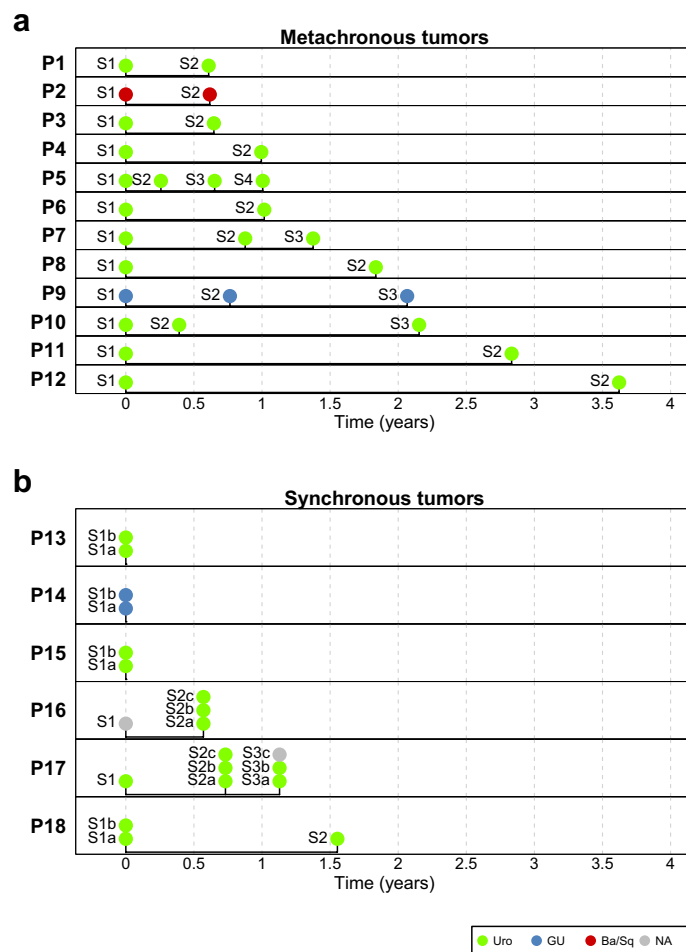 a
Metachronous tumors
P1 S1 S2
P2 S1 S2
P3 S1 S2
P4 S1 S2
P5 S1 S2 S3 S4
P6 S1 S2
P7 S1 S2 S3
P8 S1 S2
P9 S1 S2 S3
P10 S1 S2 S3
P11 S1 S2
P12 S1 S2
0 0.5 1 1.5 2 2.5 3 3.5 4
Time (years)
b
Synchronous tumors
P13 S1b
S1a
P14 S1b
S1a
P15 S1b
S1a
P16 S2c
S2b
S1 S2a
P17 S2c S3c
S2b S3b
S1 S2a S3a
P18 S1b
S1a S2
0 0.5 1 1.5 2 2.5 3 3.5 4
Time (years)
Uro GU Ba/Sq NA